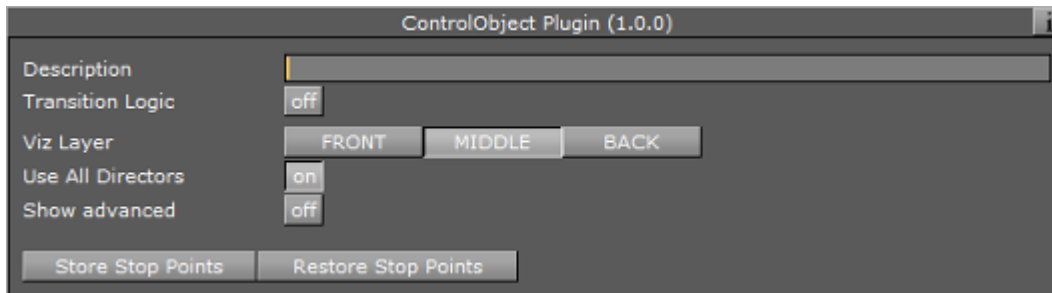 ControlObject Plugin (1.0.0) i
Description
Transition Logic off
Viz Layer FRONT MIDDLE BACK
Use All Directors on
Show advanced off
Store Stop Points Restore Stop Points